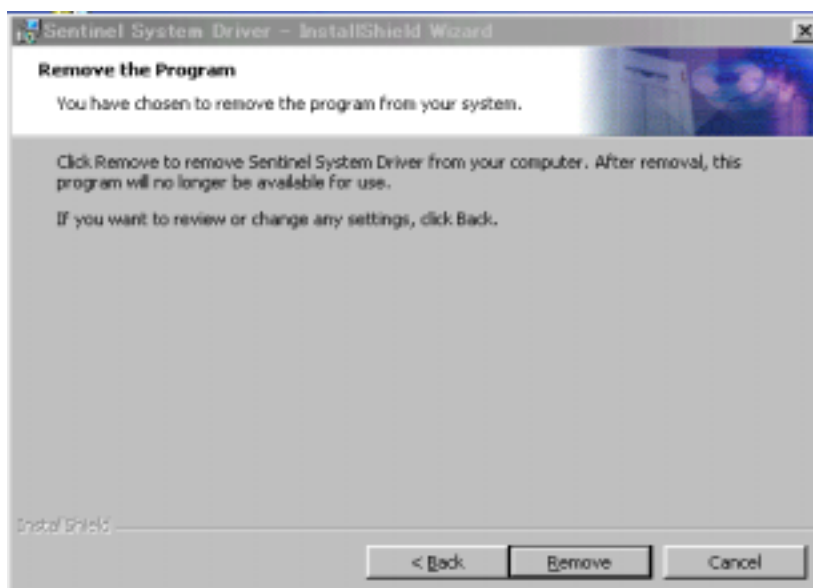 Sentinel System Driver - InstallShield Wizard
Remove the Program
You have chosen to remove the program from your system.
Click Remove to remove Sentinel System Driver from your computer. After removal, this
program will no longer be available for use.
If you want to review or change any settings, click Back.
InstallShield
< Back
Remove
Cancel